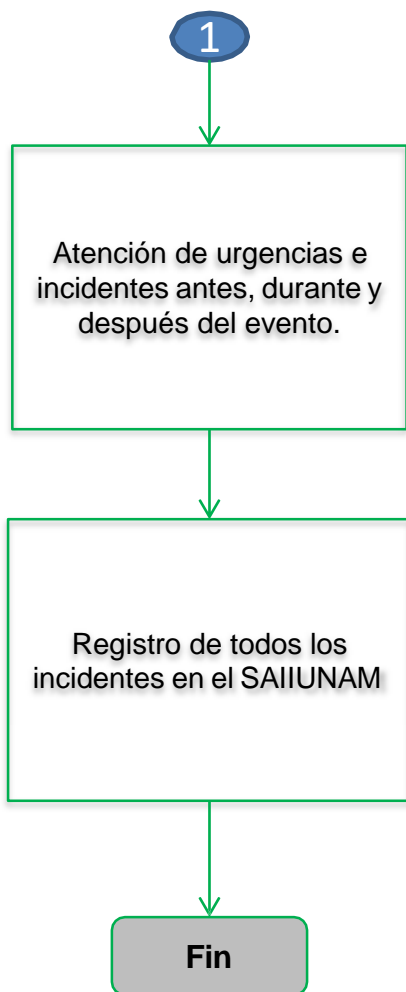 1
Atención de urgencias e
incidentes antes, durante y
después del evento.
Registro de todos los
incidentes en el SAIIUNAM
Fin